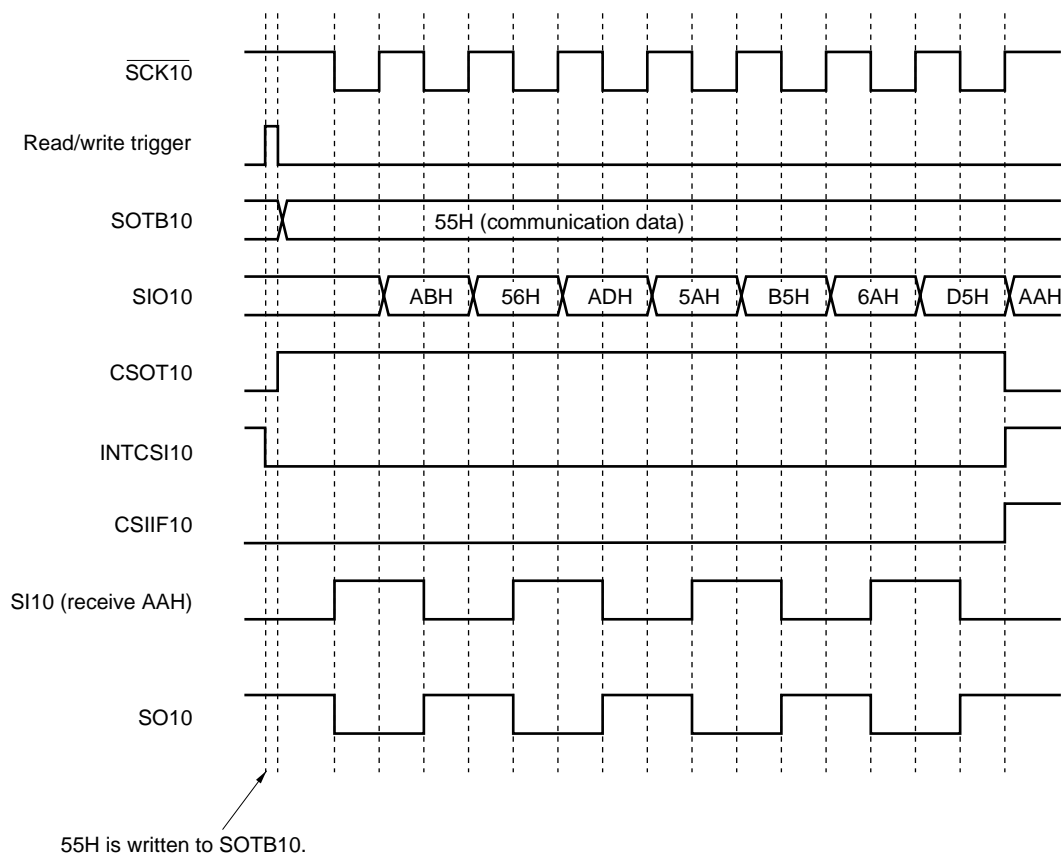 SCK10
Read/write trigger
SOTB10
55H (communication data)
SIO10
ABH 56H ADH 5AH B5H 6AH D5H AAH
CSOT10
INTCSI10
CSIIF10
SI10 (receive AAH)
SO10
55H is written to SOTB10.